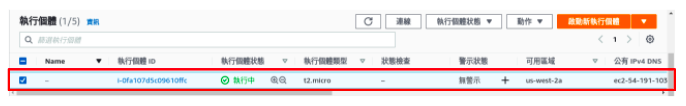 執行個體 (1/5) 資訊 連線 執行個體狀態 ▼ 動作 ▼ 啟動新執行個體 ▼
篩選執行個體 < 1 >
Name ▼ 執行個體 ID 執行個體狀態 ▽ 執行個體類型 ▽ 狀態檢查 警示狀態 可用區域 ▽ 公有 IPv4 DNS
– i-0fa107d5c09610ffc 執行中 t2.micro – 無警示 + us-west-2a ec2-54-191-103